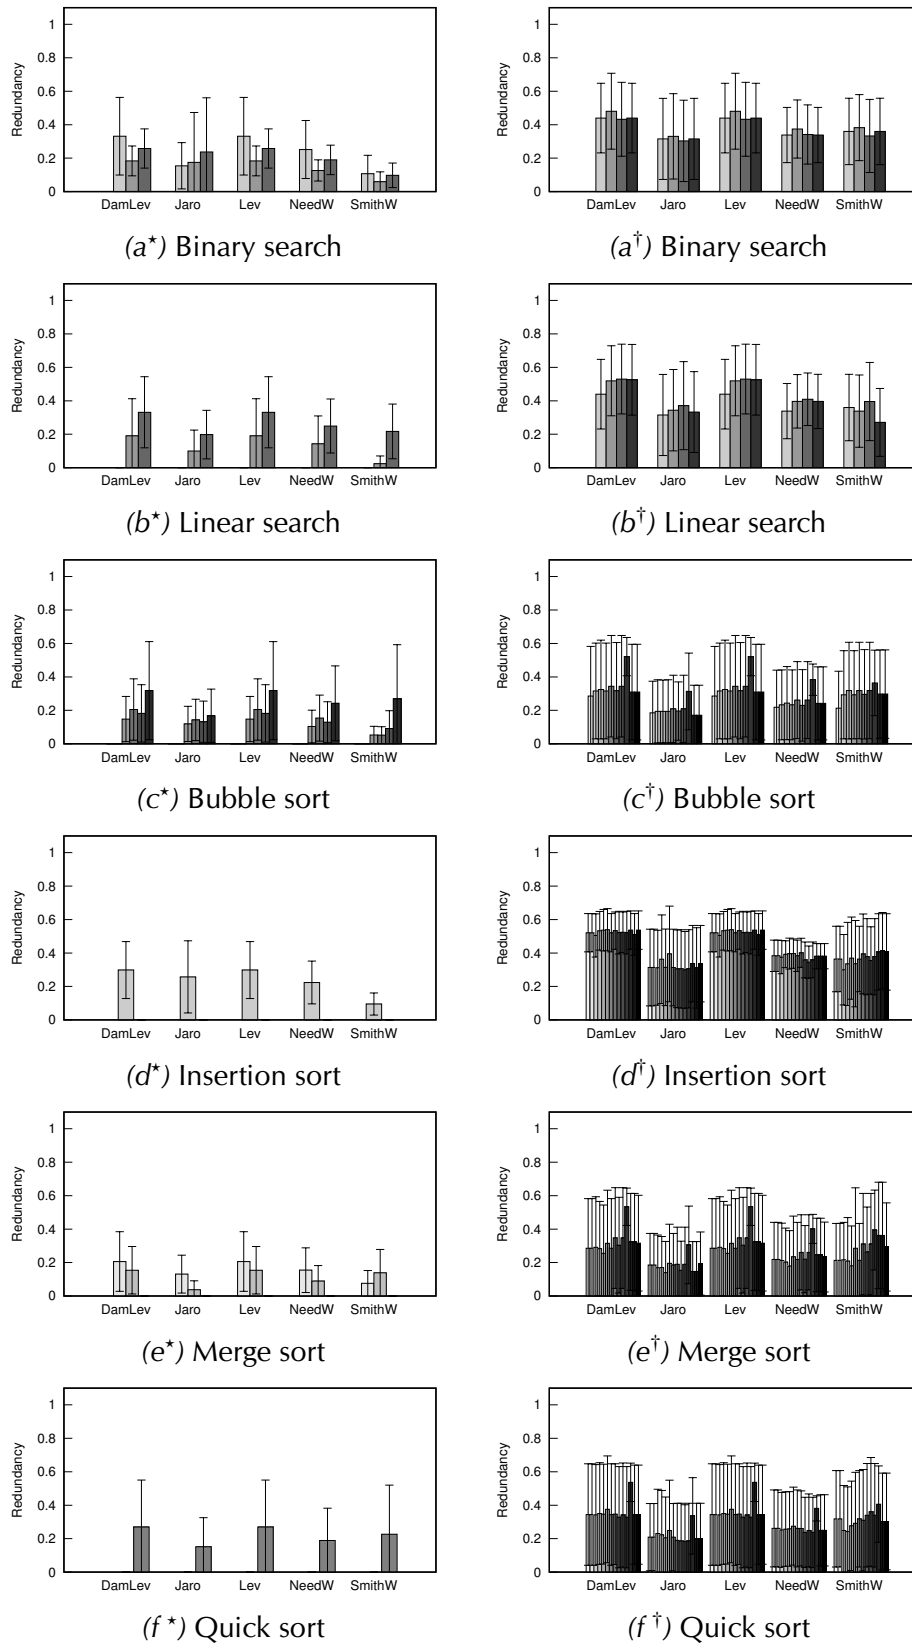 Redundancy
1
0.8
0.6
0.4
0.2
0
DamLev Jaro Lev NeedW SmithW
(a⋆) Binary search
Redundancy
1
0.8
0.6
0.4
0.2
0
DamLev Jaro Lev NeedW SmithW
(a†) Binary search
Redundancy
1
0.8
0.6
0.4
0.2
0
DamLev Jaro Lev NeedW SmithW
(b⋆) Linear search
Redundancy
1
0.8
0.6
0.4
0.2
0
DamLev Jaro Lev NeedW SmithW
(b†) Linear search
Redundancy
1
0.8
0.6
0.4
0.2
0
DamLev Jaro Lev NeedW SmithW
(c⋆) Bubble sort
Redundancy
1
0.8
0.6
0.4
0.2
0
DamLev Jaro Lev NeedW SmithW
(c†) Bubble sort
Redundancy
1
0.8
0.6
0.4
0.2
0
DamLev Jaro Lev NeedW SmithW
(d⋆) Insertion sort
Redundancy
1
0.8
0.6
0.4
0.2
0
DamLev Jaro Lev NeedW SmithW
(d†) Insertion sort
Redundancy
1
0.8
0.6
0.4
0.2
0
DamLev Jaro Lev NeedW SmithW
(e⋆) Merge sort
Redundancy
1
0.8
0.6
0.4
0.2
0
DamLev Jaro Lev NeedW SmithW
(e†) Merge sort
Redundancy
1
0.8
0.6
0.4
0.2
0
DamLev Jaro Lev NeedW SmithW
(f ⋆) Quick sort
Redundancy
1
0.8
0.6
0.4
0.2
0
DamLev Jaro Lev NeedW SmithW
(f †) Quick sort